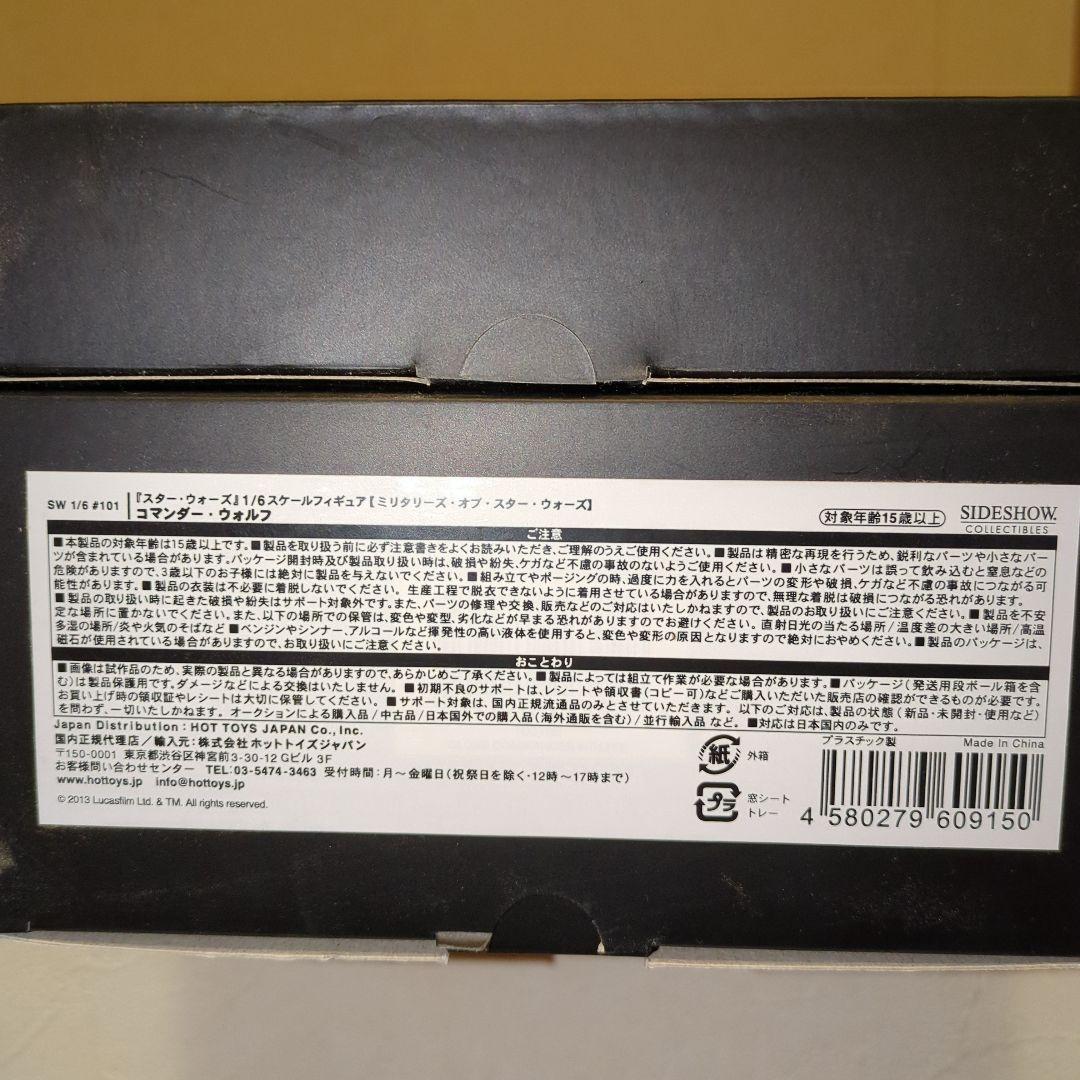 SW 1/6 #101
『スター・ウォーズ』1/6スケールフィギュア【ミリタリーズ・オブ・スター・ウォーズ】
コマンダー・ウォルフ
対象年齢15歳以上
SIDESHOW
COLLECTIBLES
ご注意
■本製品の対象年齢は15歳以上です。■製品を取り扱う前に必ず注意書きをよくお読みいただき、ご理解のうえご使用ください。■製品は精密な再現を行うため、鋭利なパーツや小さなパー
ツが含まれている場合があります。パッケージ開封時及び製品取り扱い時は、破損や紛失、ケガなど不慮の事故のないようご使用ください。■小さなパーツは誤って飲み込むと窒息などの
危険がありますので、3歳以下のお子様には絶対に製品を与えないでください。■組み立てやポージングの時、過度に力を入れるとパーツの変形や破損、ケガなど不慮の事故につながる可
能性があります。■製品の衣装は不必要に着脱しないでください。生産工程で脱衣できないように着用させている場合がありますので、無理な着脱は破損につながる恐れがあります。
■製品の取り扱い時に起きた破損や紛失はサポート対象外です。また、パーツの修理や交換、販売などのご対応はいたしかねますので、製品のお取り扱いにご注意ください。■製品を不安
定な場所に置かないでください。また、以下の場所での保管は、変色や変型、劣化などが早まる恐れがありますのでお避けください。直射日光の当たる場所/温度差の大きい場所/高温
多湿の場所/炎や火気のそばなど ■ベンジンやシンナー、アルコールなど揮発性の高い液体を使用すると、変色や変形の原因となりますので絶対におやめください。■製品のパッケージは、
磁石が使用されている場合がありますので、お取り扱いにご注意ください。
おことわり
■画像は試作品のため、実際の製品と異なる場合がありますので、あらかじめご了承ください。■製品によっては組立て作業が必要な場合があります。■パッケージ(発送用段ボール箱を含
む)は製品保護用です。ダメージなどによる交換はいたしません。■初期不良のサポートは、レシートや領収書(コピー可)などご購入いただいた販売店の確認ができるものが必要です。
お買い上げ時の領収証やレシートは大切に保管してください。■サポート対象は、国内正規流通品のみとさせていただきます。以下のご対応は、製品の状態(新品・未開封・使用など)
を問わず、一切いたしかねます。オークションによる購入品/中古品/日本国外での購入品(海外通販を含む)/並行輸入品 など。■対応は日本国内のみです。
Japan Distribution : HOT TOYS JAPAN Co., Inc.
国内正規代理店/輸入元:株式会社ホットトイズジャパン
〒150-0001 東京都渋谷区神宮前3-30-12 Gビル 3F
お客様問い合わせセンター TEL:03-5474-3463 受付時間:月～金曜日(祝祭日を除く・12時～17時まで)
www.hottoys.jp info@hottoys.jp
© 2013 Lucasfilm Ltd. & TM. All rights reserved.
紙
外箱
プラ
窓シート
トレー
プラスチック製
Made in China
4 580279 609150